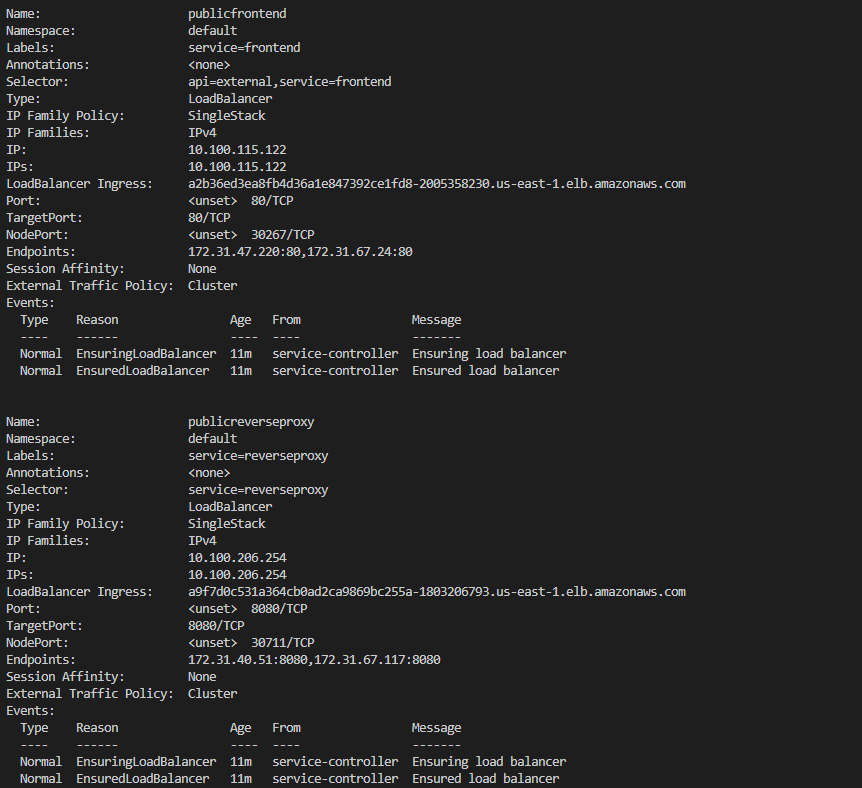 Name:                     publicfrontend
Namespace:                default
Labels:                   service=frontend
Annotations:              <none>
Selector:                 api=external,service=frontend
Type:                     LoadBalancer
IP Family Policy:         SingleStack
IP Families:              IPv4
IP:                       10.100.115.122
IPs:                      10.100.115.122
LoadBalancer Ingress:     a2b36ed3ea8fb4d36a1e847392ce1fd8-2005358230.us-east-1.elb.amazonaws.com
Port:                     <unset>  80/TCP
TargetPort:               80/TCP
NodePort:                 <unset>  30267/TCP
Endpoints:                172.31.47.220:80,172.31.67.24:80
Session Affinity:         None
External Traffic Policy:  Cluster
Events:
  Type    Reason                Age   From                Message
  ----    ------                ----  ----                -------
  Normal  EnsuringLoadBalancer  11m   service-controller  Ensuring load balancer
  Normal  EnsuredLoadBalancer   11m   service-controller  Ensured load balancer
Name:                     publicreverseproxy
Namespace:                default
Labels:                   service=reverseproxy
Annotations:              <none>
Selector:                 service=reverseproxy
Type:                     LoadBalancer
IP Family Policy:         SingleStack
IP Families:              IPv4
IP:                       10.100.206.254
IPs:                      10.100.206.254
LoadBalancer Ingress:     a9f7d0c531a364cb0ad2ca9869bc255a-1803206793.us-east-1.elb.amazonaws.com
Port:                     <unset>  8080/TCP
TargetPort:               8080/TCP
NodePort:                 <unset>  30711/TCP
Endpoints:                172.31.40.51:8080,172.31.67.117:8080
Session Affinity:         None
External Traffic Policy:  Cluster
Events:
  Type    Reason                Age   From                Message
  ----    ------                ----  ----                -------
  Normal  EnsuringLoadBalancer  11m   service-controller  Ensuring load balancer
  Normal  EnsuredLoadBalancer   11m   service-controller  Ensured load balancer